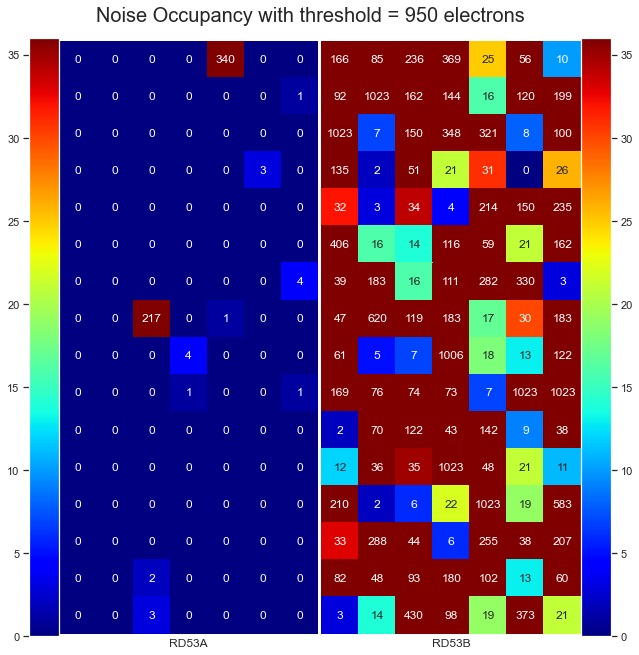 Noise Occupancy with threshold = 950 electrons
35 0 0 0 0 340 0 0 166 85 236 369 25 56 10 35
0 0 0 0 0 0 1 92 1023 162 144 16 120 199
30 0 0 0 0 0 0 0 1023 7 150 348 321 8 100 30
0 0 0 0 0 3 0 135 2 51 21 31 0 26
25 0 0 0 0 0 0 0 32 3 34 4 214 150 235 25
0 0 0 0 0 0 0 406 16 14 116 59 21 162
20 0 0 0 0 0 0 4 39 183 16 111 282 330 3 20
0 0 217 0 1 0 0 47 620 119 183 17 30 183
15 0 0 0 4 0 0 0 61 5 7 1006 18 13 122 15
0 0 0 1 0 0 1 169 76 74 73 7 1023 1023
0 0 0 0 0 0 0 2 70 122 43 142 9 38
10 0 0 0 0 0 0 0 12 36 35 1023 48 21 11 10
0 0 0 0 0 0 0 210 2 6 22 1023 19 583
5 0 0 0 0 0 0 0 33 288 44 6 255 38 207 5
0 0 2 0 0 0 0 82 48 93 180 102 13 60
0 0 3 0 0 0 0 3 14 430 98 19 373 21
0 RD53A RD53B 0